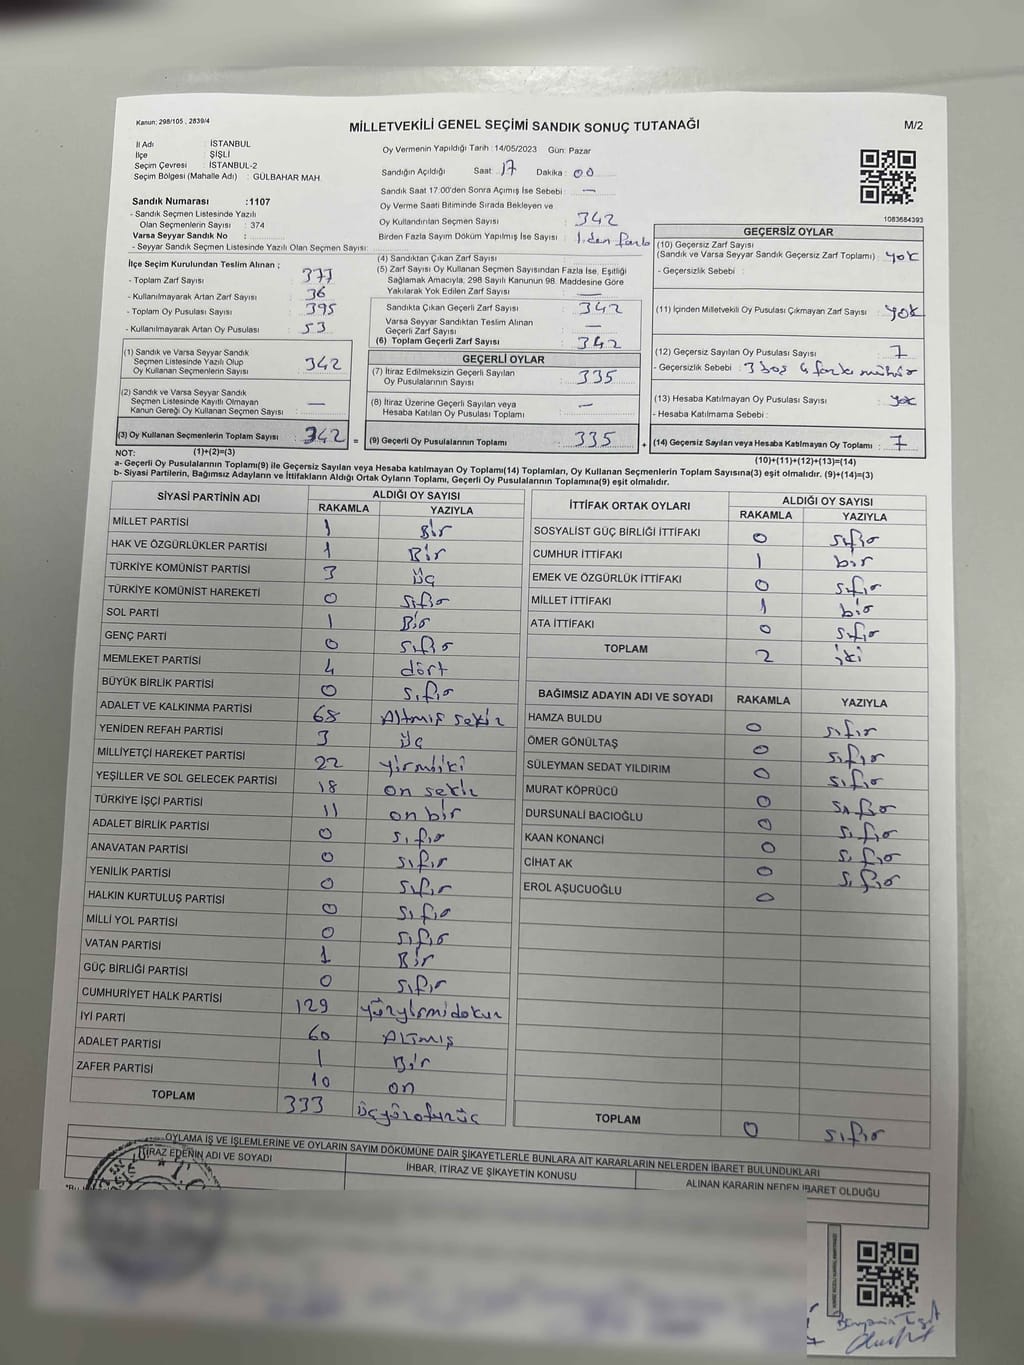 Kanun; 298/105 , 2839/4
MİLLETVEKİLİ GENEL SEÇİMİ SANDIK SONUÇ TUTANAĞI
M/2
İl Adı : İSTANBUL
İlçe : ŞİŞLİ
Seçim Çevresi : İSTANBUL-2
Seçim Bölgesi (Mahalle Adı) : GÜLBAHAR MAH.
Oy Vermenin Yapıldığı Tarih : 14/05/2023 Gün: Pazar
Sandığın Açıldığı Saat : 17 Dakika : 00
Sandık Saat 17.00'den Sonra Açımış İse Sebebi : —
Oy Verme Saati Bitiminde Sırada Bekleyen ve
Oy Kullandırılan Seçmen Sayısı : 342
Birden Fazla Sayım Döküm Yapılmış İse Sayısı : 1.den fazla
1083684393
Sandık Numarası :1107
- Sandık Seçmen Listesinde Yazılı
Olan Seçmenlerin Sayısı : 374
Varsa Seyyar Sandık No :
- Seyyar Sandık Seçmen Listesinde Yazılı Olan Seçmen Sayısı:
İlçe Seçim Kurulundan Teslim Alınan ;
- Toplam Zarf Sayısı : 377
- Kullanılmayarak Artan Zarf Sayısı : 36
- Toplam Oy Pusulası Sayısı : 395
- Kullanılmayarak Artan Oy Pusulası : 53
(1) Sandık ve Varsa Seyyar Sandık
Seçmen Listesinde Yazılı Olup
Oy Kullanan Seçmenlerin Sayısı : 342
(2) Sandık ve Varsa Seyyar Sandık
Seçmen Listesinde Kayıtlı Olmayan
Kanun Gereği Oy Kullanan Seçmen Sayısı : —
(3) Oy Kullanan Seçmenlerin Toplam Sayısı : 342
(1)+(2)=(3)
(4) Sandıktan Çıkan Zarf Sayısı :
(5) Zarf Sayısı Oy Kullanan Seçmen Sayısından Fazla İse, Eşitliği
Sağlamak Amacıyla, 298 Sayılı Kanunun 98. Maddesine Göre
Yakılarak Yok Edilen Zarf Sayısı : —
Sandıkta Çıkan Geçerli Zarf Sayısı : 342
Varsa Seyyar Sandıktan Teslim Alınan
Geçerli Zarf Sayısı : —
(6) Toplam Geçerli Zarf Sayısı : 342
GEÇERLİ OYLAR
(7) İtiraz Edilmeksizin Geçerli Sayılan
Oy Pusulalarının Sayısı : 335
(8) İtiraz Üzerine Geçerli Sayılan veya
Hesaba Katılan Oy Pusulası Toplamı : —
= (9) Geçerli Oy Pusulalarının Toplamı : 335
GEÇERSİZ OYLAR
(10) Geçersiz Zarf Sayısı
(Sandık ve Varsa Seyyar Sandık Geçersiz Zarf Toplamı) : yok
- Geçersizlik Sebebi :
(11) İçinden Milletvekili Oy Pusulası Çıkmayan Zarf Sayısı : yok
(12) Geçersiz Sayılan Oy Pusulası Sayısı : 7
- Geçersizlik Sebebi : 3 boş 4 farkı mühür
(13) Hesaba Katılmayan Oy Pusulası Sayısı : yok
- Hesaba Katılmama Sebebi :
+ (14) Geçersiz Sayılan veya Hesaba Katılmayan Oy Toplamı : 7
(10)+(11)+(12)+(13)=(14)
NOT:
a- Geçerli Oy Pusulalarının Toplamı(9) ile Geçersiz Sayılan veya Hesaba katılmayan Oy Toplamı(14) Toplamları, Oy Kullanan Seçmenlerin Toplam Sayısına(3) eşit olmalıdır. (9)+(14)=(3)
b- Siyasi Partilerin, Bağımsız Adayların ve İttifakların Aldığı Ortak Oyların Toplamı, Geçerli Oy Pusulalarının Toplamına(9) eşit olmalıdır.
SİYASİ PARTİNİN ADI ALDIĞI OY SAYISI
RAKAMLA YAZIYLA
MİLLET PARTİSİ 1 Bir
HAK VE ÖZGÜRLÜKLER PARTİSİ 1 Bir
TÜRKİYE KOMÜNİST PARTİSİ 3 üç
TÜRKİYE KOMÜNİST HAREKETİ 0 sıfır
SOL PARTİ 1 Bir
GENÇ PARTİ 0 sıfır
MEMLEKET PARTİSİ 4 dört
BÜYÜK BİRLİK PARTİSİ 0 sıfır
ADALET VE KALKINMA PARTİSİ 68 Altmış sekiz
YENİDEN REFAH PARTİSİ 3 üç
MİLLİYETÇİ HAREKET PARTİSİ 22 yirmiiki
YEŞİLLER VE SOL GELECEK PARTİSİ 18 on sekiz
TÜRKİYE İŞÇİ PARTİSİ 11 on bir
ADALET BİRLİK PARTİSİ 0 sıfır
ANAVATAN PARTİSİ 0 sıfır
YENİLİK PARTİSİ 0 sıfır
HALKIN KURTULUŞ PARTİSİ 0 sıfır
MİLLİ YOL PARTİSİ 0 sıfır
VATAN PARTİSİ 1 Bir
GÜÇ BİRLİĞİ PARTİSİ 0 sıfır
CUMHURİYET HALK PARTİSİ 129 yüzyirmidokuz
İYİ PARTİ 60 Altmış
ADALET PARTİSİ 1 Bir
ZAFER PARTİSİ 10 on
TOPLAM 333 üçyüzotuzüç
İTTİFAK ORTAK OYLARI ALDIĞI OY SAYISI
RAKAMLA YAZIYLA
SOSYALİST GÜÇ BİRLİĞİ İTTİFAKI 0 sıfır
CUMHUR İTTİFAKI 1 bir
EMEK VE ÖZGÜRLÜK İTTİFAKI 0 sıfır
MİLLET İTTİFAKI 1 bir
ATA İTTİFAKI 0 sıfır
TOPLAM 2 iki
BAĞIMSIZ ADAYIN ADI VE SOYADI RAKAMLA YAZIYLA
HAMZA BULDU 0 sıfır
ÖMER GÖNÜLTAŞ 0 sıfır
SÜLEYMAN SEDAT YILDIRIM 0 sıfır
MURAT KÖPRÜCÜ 0 sıfır
DURSUNALİ BACIOĞLU 0 sıfır
KAAN KONANCİ 0 sıfır
CİHAT AK 0 sıfır
EROL AŞUCUOĞLU 0
TOPLAM 0 sıfır
OYLAMA İŞ VE İŞLEMLERİNE VE OYLARIN SAYIM DÖKÜMÜNE DAİR ŞİKAYETLERLE BUNLARA AİT KARARLARIN NELERDEN İBARET BULUNDUKLARI
İTİRAZ EDENİN ADI VE SOYADI
İHBAR, İTİRAZ VE ŞİKAYETİN KONUSU
ALINAN KARARIN NEDEN İBARET OLDUĞU